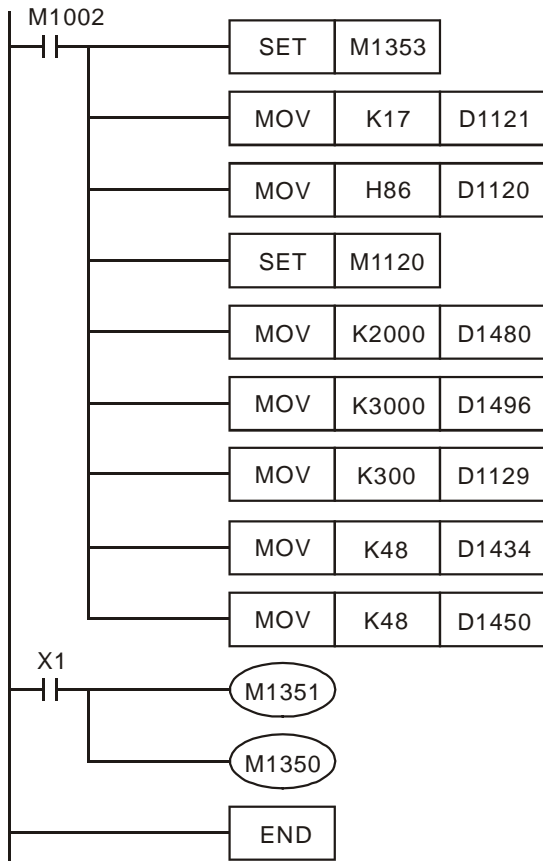 M1002
SET M1353
MOV K17 D1121
MOV H86 D1120
SET M1120
MOV K2000 D1480
MOV K3000 D1496
MOV K300 D1129
MOV K48 D1434
MOV K48 D1450
X1
M1351
M1350
END